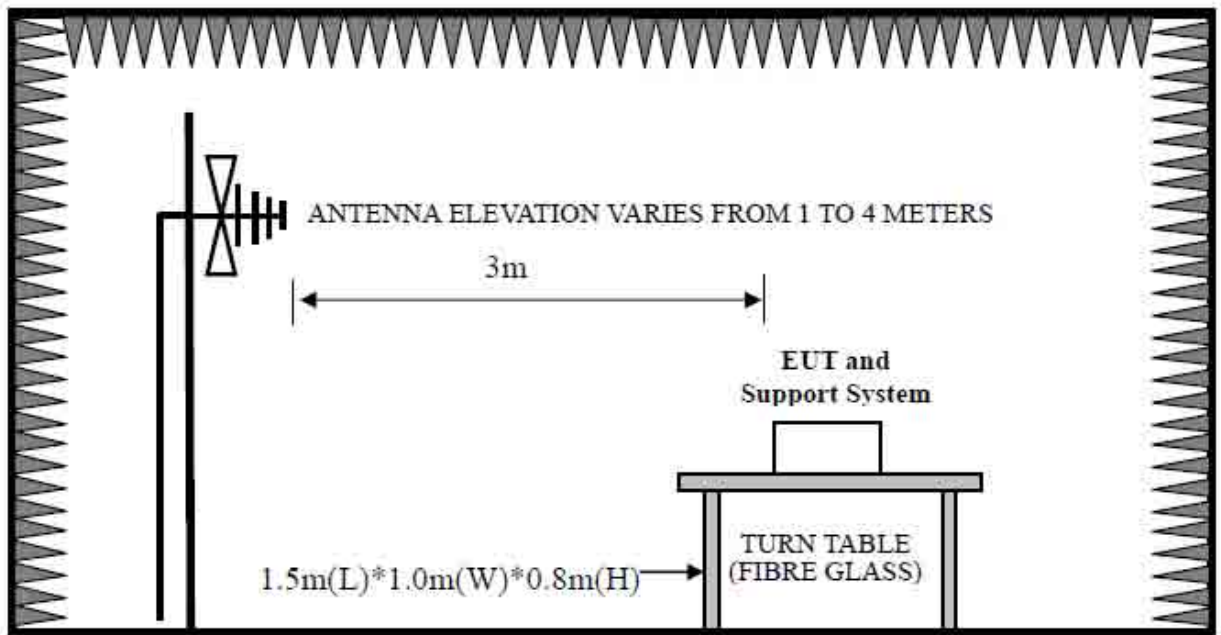 ANTENNA ELEVATION VARIES FROM 1 TO 4 METERS
3m
EUT and
Support System
TURN TABLE
(FIBRE GLASS)
1.5m(L)*1.0m(W)*0.8m(H)